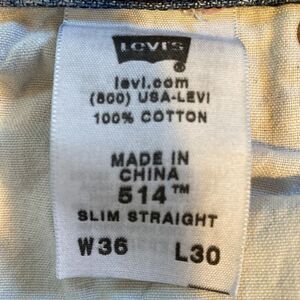 LEVI'S
®
levi.com
(800) USA-LEVI
100% COTTON
MADE IN
CHINA
514™
SLIM STRAIGHT
W36 L30